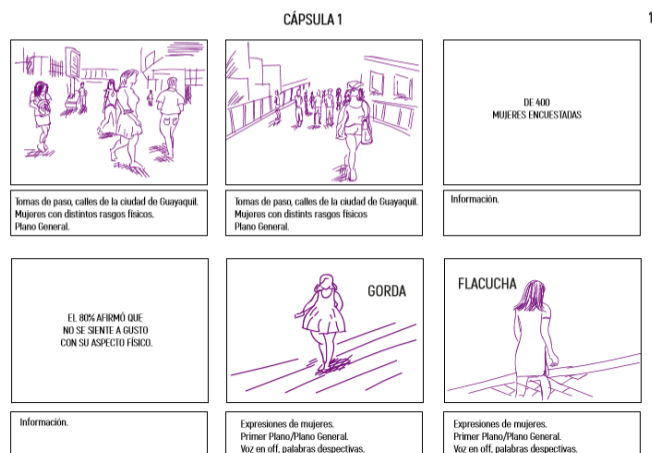 CÁPSULA 1
1
DE 400
MUJERES ENCUESTADAS
Tomas de paso, calles de la ciudad de Guayaquil.
Mujeres con distintos rasgos físicos.
Plano General.
Tomas de paso, calles de la ciudad de Guayaquil.
Mujeres con distints rasgos físicos
Plano General.
Información.
EL 80% AFIRMÓ QUE
NO SE SIENTE A GUSTO
CON SU ASPECTO FÍSICO.
GORDA
FLACUCHA
Información.
Expresiones de mujeres.
Primer Plano/Plano General.
Voz en off, palabras despectivas.
Expresiones de mujeres.
Primer Plano/Plano General.
Voz en off, palabras despectivas.